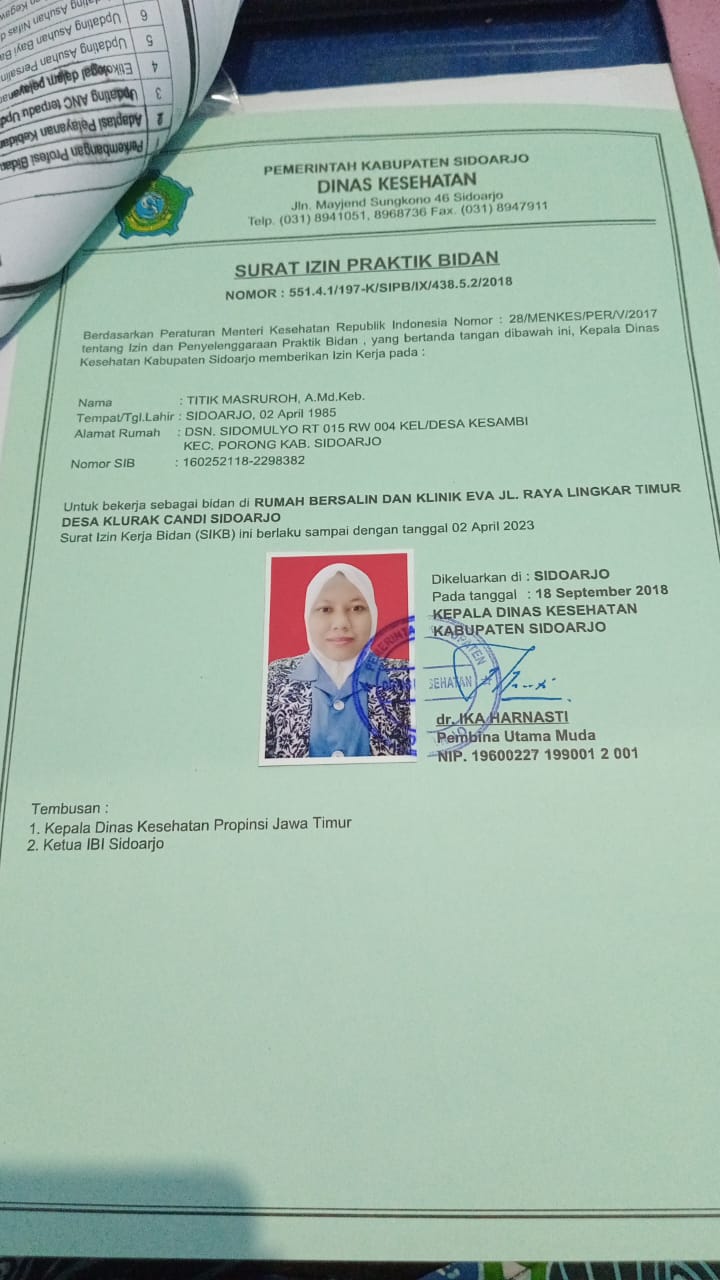 6 Updating Asuhan Nifas d
5 Updating Asuhan Bayi Ba
4 Updating Asuhan Persalin
Etikolegal dalam pelayanan
3 Updating ANC terpadu Upd
2 Adaptasi Pelayanan Kebidan
Perkembangan Profesi Bidan
PEMERINTAH KABUPATEN SIDOARJO
DINAS KESEHATAN
Jln. Mayjend Sungkono 46 Sidoarjo
Telp. (031) 8941051, 8968736 Fax. (031) 8947911
SURAT IZIN PRAKTIK BIDAN
NOMOR : 551.4.1/197-K/SIPB/IX/438.5.2/2018
Berdasarkan Peraturan Menteri Kesehatan Republik Indonesia Nomor : 28/MENKES/PER/V/2017
tentang Izin dan Penyelenggaraan Praktik Bidan , yang bertanda tangan dibawah ini, Kepala Dinas
Kesehatan Kabupaten Sidoarjo memberikan Izin Kerja pada :
Nama : TITIK MASRUROH, A.Md.Keb.
Tempat/Tgl.Lahir : SIDOARJO, 02 April 1985
Alamat Rumah : DSN. SIDOMULYO RT 015 RW 004 KEL/DESA KESAMBI
KEC. PORONG KAB. SIDOARJO
Nomor SIB : 160252118-2298382
Untuk bekerja sebagai bidan di RUMAH BERSALIN DAN KLINIK EVA JL. RAYA LINGKAR TIMUR
DESA KLURAK CANDI SIDOARJO
Surat Izin Kerja Bidan (SIKB) ini berlaku sampai dengan tanggal 02 April 2023
Dikeluarkan di : SIDOARJO
Pada tanggal : 18 September 2018
KEPALA DINAS KESEHATAN
KABUPATEN SIDOARJO
dr. IKA HARNASTI
Pembina Utama Muda
NIP. 19600227 199001 2 001
Tembusan :
1. Kepala Dinas Kesehatan Propinsi Jawa Timur
2. Ketua IBI Sidoarjo